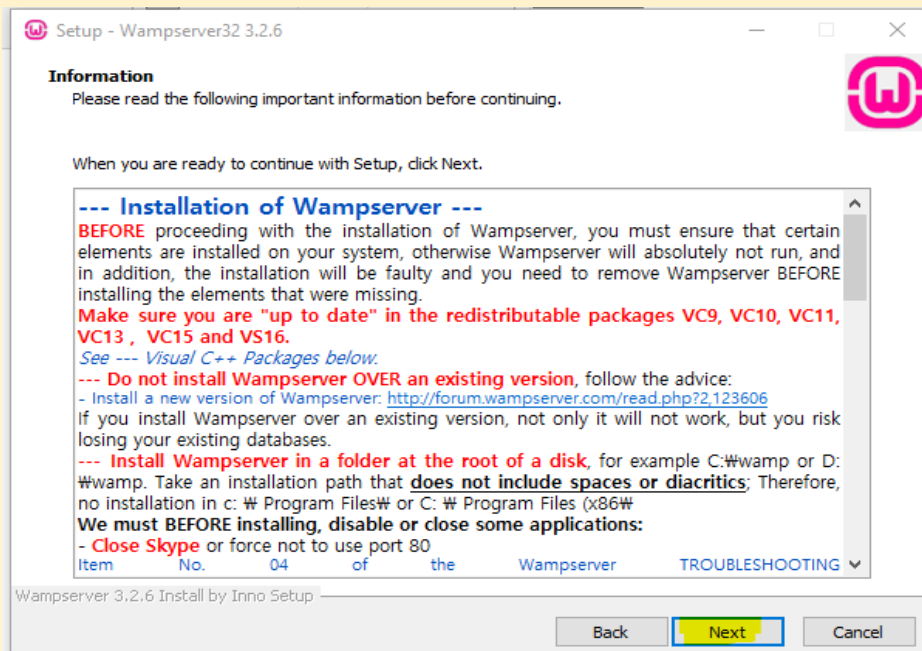 Setup - Wampserver32 3.2.6
Information
Please read the following important information before continuing.
When you are ready to continue with Setup, click Next.
--- Installation of Wampserver ---
BEFORE proceeding with the installation of Wampserver, you must ensure that certain
elements are installed on your system, otherwise Wampserver will absolutely not run, and
in addition, the installation will be faulty and you need to remove Wampserver BEFORE
installing the elements that were missing.
Make sure you are "up to date" in the redistributable packages VC9, VC10, VC11,
VC13 , VC15 and VS16.
See --- Visual C++ Packages below.
--- Do not install Wampserver OVER an existing version, follow the advice:
- Install a new version of Wampserver: http://forum.wampserver.com/read.php?2,123606
If you install Wampserver over an existing version, not only it will not work, but you risk
losing your existing databases.
--- Install Wampserver in a folder at the root of a disk, for example C:₩wamp or D:
₩wamp. Take an installation path that does not include spaces or diacritics; Therefore,
no installation in c: ₩ Program Files₩ or C: ₩ Program Files (x86₩
We must BEFORE installing, disable or close some applications:
- Close Skype or force not to use port 80
Item No. 04 of the Wampserver TROUBLESHOOTING
Wampserver 3.2.6 Install by Inno Setup
Back
Next
Cancel